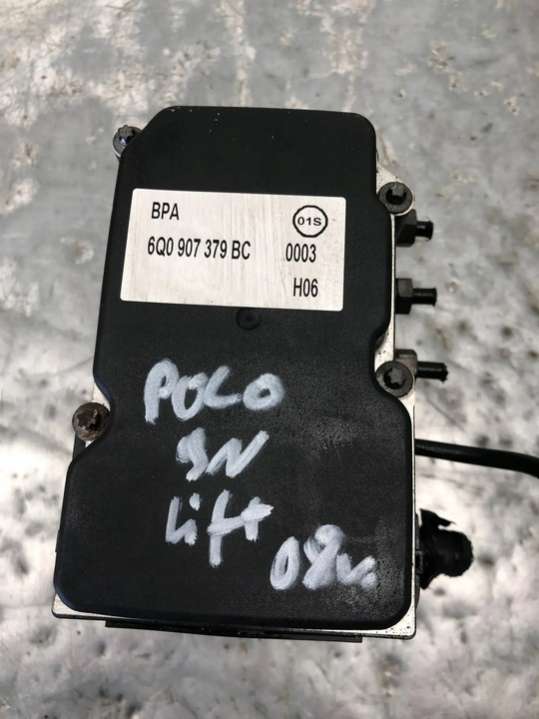 BPA 01S
6Q0 907 379 BC 0003
H06
POLO
9N
Lift
08r.